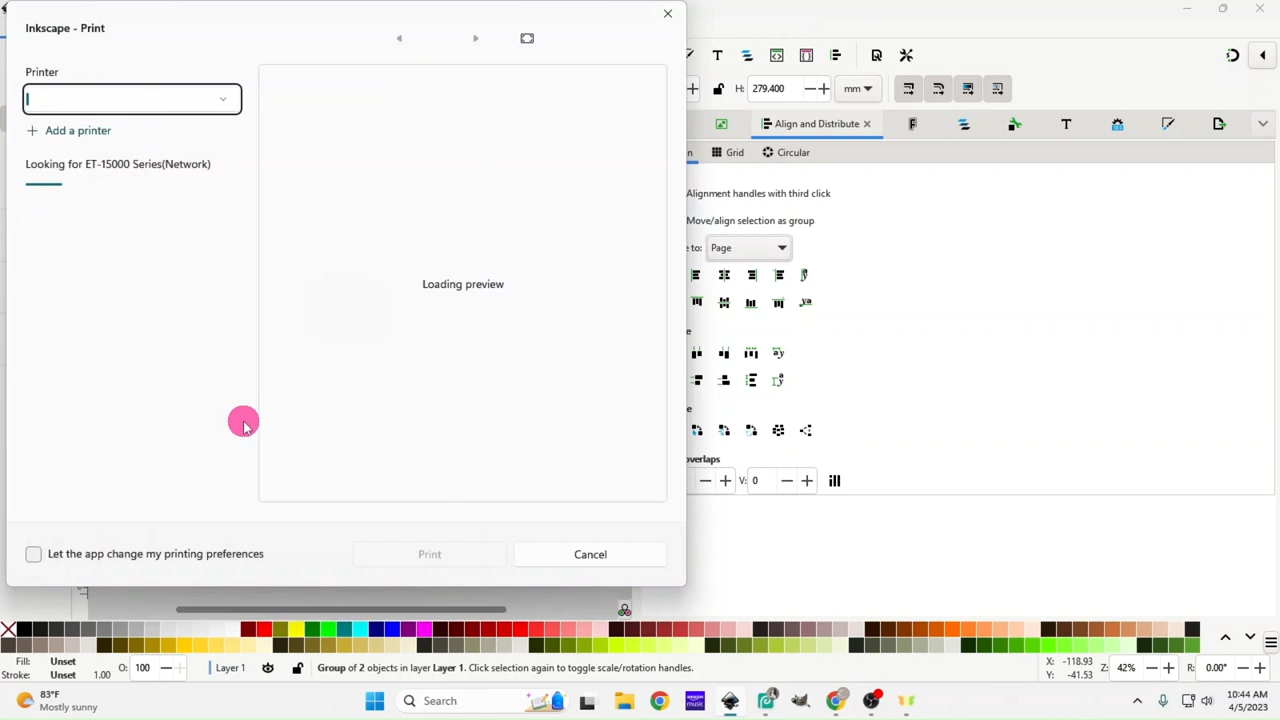 Inkscape - Print
Printer
Add a printer
Looking for ET-15000 Series(Network)
Loading preview
Let the app change my printing preferences
Print
Cancel
H: 279.400
mm
Align and Distribute
Grid
Circular
Alignment handles with third click
Move/align selection as group
to: Page
overlaps
V: 0
Fill: Unset
Stroke: Unset 1.00
O: 100
Layer 1
Group of 2 objects in layer Layer 1. Click selection again to toggle scale/rotation handles.
X: -118.93
Y: -41.53
Z: 42%
R: 0.00°
83°F
Mostly sunny
Search
amazon music
10:44 AM
4/5/2023